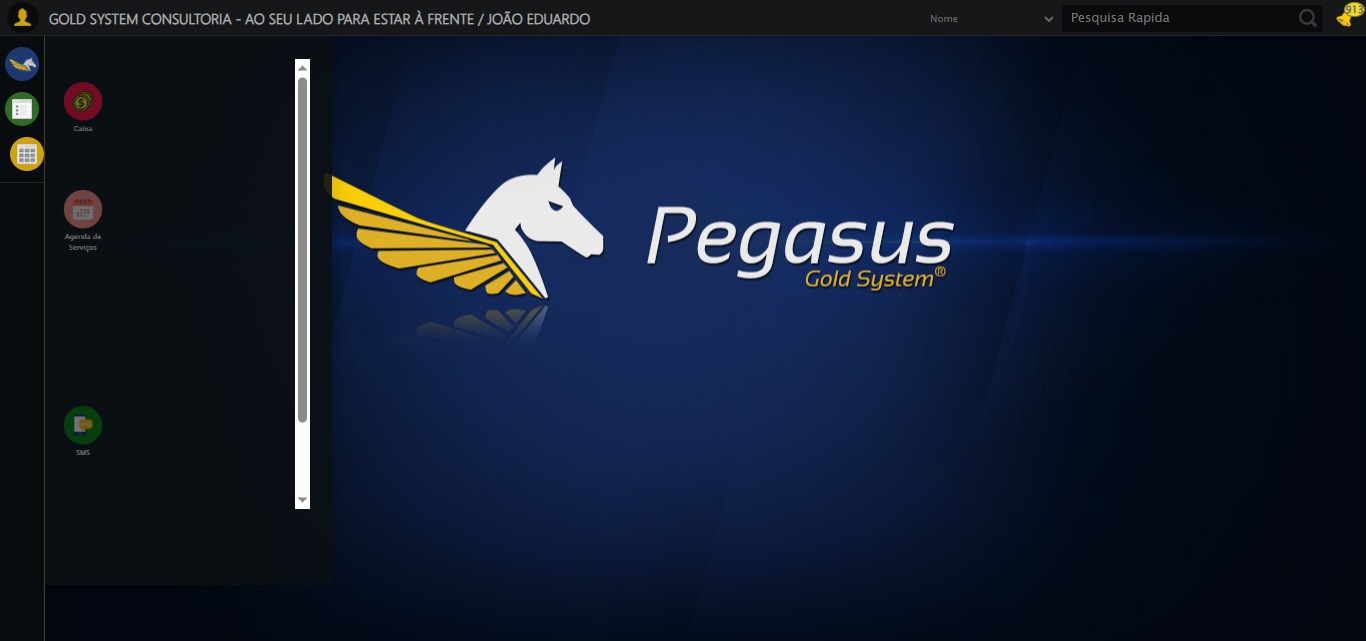 GOLD SYSTEM CONSULTORIA - AO SEU LADO PARA ESTAR À FRENTE / JOÃO EDUARDO
Nome
Pesquisa Rapida
913
Caixa
Agenda de
Serviços
SMS
Pegasus
Gold System®